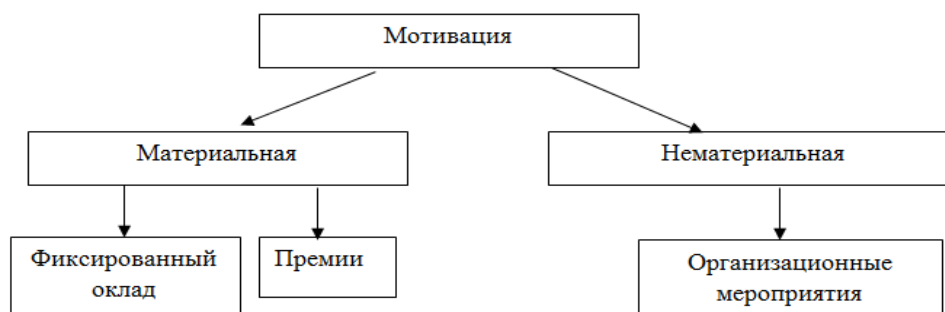 Мотивация
Материальная
Нематериальная
Фиксированный
оклад
Премии
Организационные
мероприятия